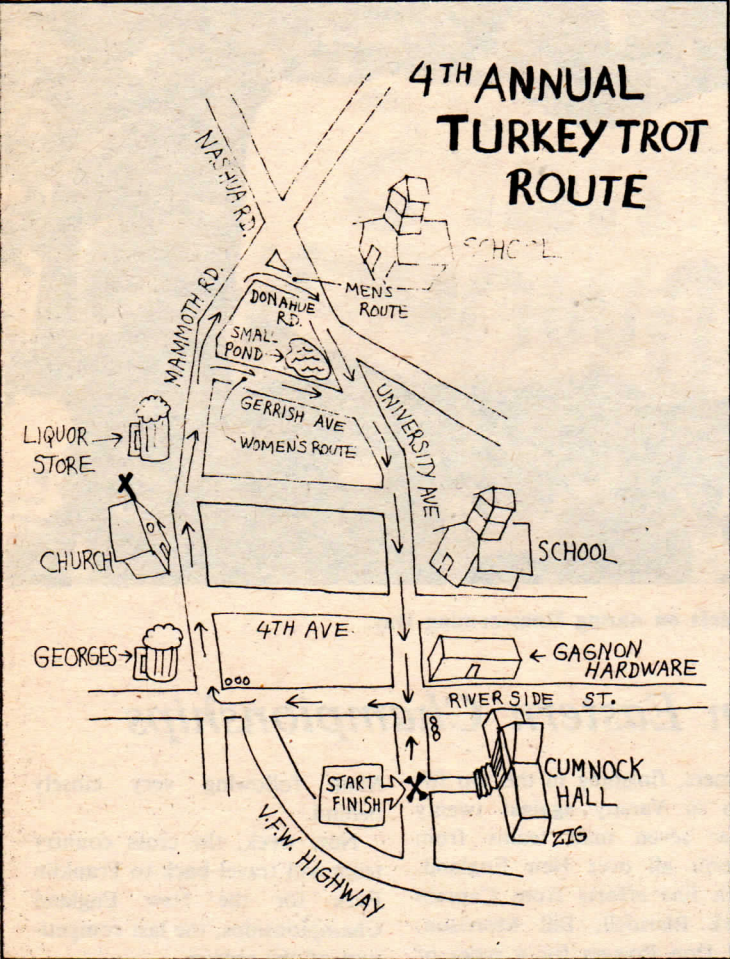 4TH ANNUAL
TURKEY TROT
ROUTE
NASHUA RD.
SCHOOL
MEN'S
ROUTE
DONAHUE
RD.
MAMMOTH RD.
SMALL
POND
GERRISH AVE
WOMEN'S ROUTE
UNIVERSITY AVE
LIQUOR
STORE
CHURCH
SCHOOL
4TH AVE
GEORGES
GAGNON
HARDWARE
RIVER SIDE ST.
START
FINISH
CUMNOCK
HALL
ZIG
V.F.W. HIGHWAY